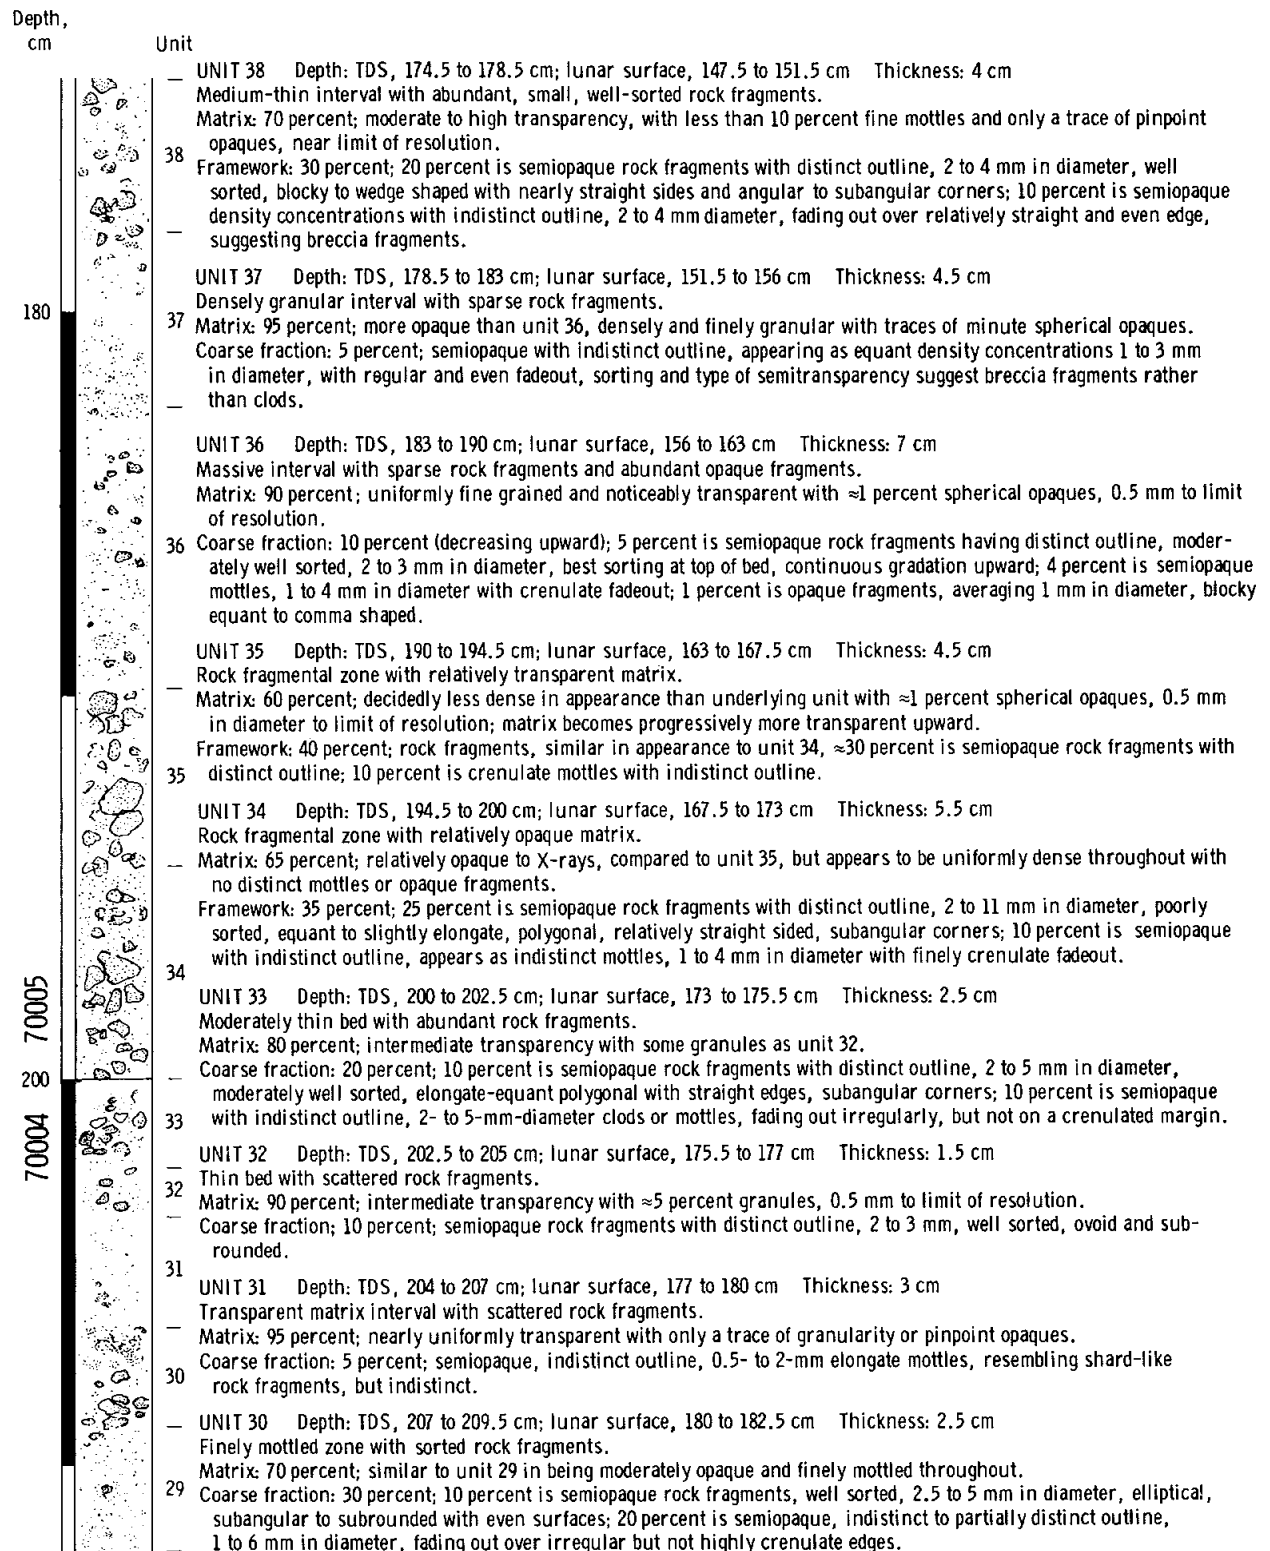 Depth,
cm
Unit
UNIT 38 Depth: TDS, 174.5 to 178.5 cm; lunar surface, 147.5 to 151.5 cm Thickness: 4 cm
Medium-thin interval with abundant, small, well-sorted rock fragments.
Matrix: 70 percent; moderate to high transparency, with less than 10 percent fine mottles and only a trace of pinpoint
opaques, near limit of resolution.
38
Framework: 30 percent; 20 percent is semiopaque rock fragments with distinct outline, 2 to 4 mm in diameter, well
sorted, blocky to wedge shaped with nearly straight sides and angular to subangular corners; 10 percent is semiopaque
density concentrations with indistinct outline, 2 to 4 mm diameter, fading out over relatively straight and even edge,
suggesting breccia fragments.
UNIT 37 Depth: TDS, 178.5 to 183 cm; lunar surface, 151.5 to 156 cm Thickness: 4.5 cm
Densely granular interval with sparse rock fragments.
180
37
Matrix: 95 percent; more opaque than unit 36, densely and finely granular with traces of minute spherical opaques.
Coarse fraction: 5 percent; semiopaque with indistinct outline, appearing as equant density concentrations 1 to 3 mm
in diameter, with regular and even fadeout, sorting and type of semitransparency suggest breccia fragments rather
than clods.
UNIT 36 Depth: TDS, 183 to 190 cm; lunar surface, 156 to 163 cm Thickness: 7 cm
Massive interval with sparse rock fragments and abundant opaque fragments.
Matrix: 90 percent; uniformly fine grained and noticeably transparent with ≈1 percent spherical opaques, 0.5 mm to limit
of resolution.
36
Coarse fraction: 10 percent (decreasing upward); 5 percent is semiopaque rock fragments having distinct outline, moder-
ately well sorted, 2 to 3 mm in diameter, best sorting at top of bed, continuous gradation upward; 4 percent is semiopaque
mottles, 1 to 4 mm in diameter with crenulate fadeout; 1 percent is opaque fragments, averaging 1 mm in diameter, blocky
equant to comma shaped.
UNIT 35 Depth: TDS, 190 to 194.5 cm; lunar surface, 163 to 167.5 cm Thickness: 4.5 cm
Rock fragmental zone with relatively transparent matrix.
Matrix: 60 percent; decidedly less dense in appearance than underlying unit with ≈1 percent spherical opaques, 0.5 mm
in diameter to limit of resolution; matrix becomes progressively more transparent upward.
Framework: 40 percent; rock fragments, similar in appearance to unit 34, ≈30 percent is semiopaque rock fragments with
35
distinct outline; 10 percent is crenulate mottles with indistinct outline.
UNIT 34 Depth: TDS, 194.5 to 200 cm; lunar surface, 167.5 to 173 cm Thickness: 5.5 cm
Rock fragmental zone with relatively opaque matrix.
Matrix: 65 percent; relatively opaque to X-rays, compared to unit 35, but appears to be uniformly dense throughout with
no distinct mottles or opaque fragments.
Framework: 35 percent; 25 percent is semiopaque rock fragments with distinct outline, 2 to 11 mm in diameter, poorly
sorted, equant to slightly elongate, polygonal, relatively straight sided, subangular corners; 10 percent is semiopaque
with indistinct outline, appears as indistinct mottles, 1 to 4 mm in diameter with finely crenulate fadeout.
34
70005
UNIT 33 Depth: TDS, 200 to 202.5 cm; lunar surface, 173 to 175.5 cm Thickness: 2.5 cm
Moderately thin bed with abundant rock fragments.
Matrix: 80 percent; intermediate transparency with some granules as unit 32.
200
Coarse fraction: 20 percent; 10 percent is semiopaque rock fragments with distinct outline, 2 to 5 mm in diameter,
moderately well sorted, elongate-equant polygonal with straight edges, subangular corners; 10 percent is semiopaque
33
with indistinct outline, 2- to 5-mm-diameter clods or mottles, fading out irregularly, but not on a crenulated margin.
70004
UNIT 32 Depth: TDS, 202.5 to 205 cm; lunar surface, 175.5 to 177 cm Thickness: 1.5 cm
Thin bed with scattered rock fragments.
32
Matrix: 90 percent; intermediate transparency with ≈5 percent granules, 0.5 mm to limit of resolution.
Coarse fraction; 10 percent; semiopaque rock fragments with distinct outline, 2 to 3 mm, well sorted, ovoid and sub-
rounded.
31
UNIT 31 Depth: TDS, 204 to 207 cm; lunar surface, 177 to 180 cm Thickness: 3 cm
Transparent matrix interval with scattered rock fragments.
Matrix: 95 percent; nearly uniformly transparent with only a trace of granularity or pinpoint opaques.
Coarse fraction: 5 percent; semiopaque, indistinct outline, 0.5- to 2-mm elongate mottles, resembling shard-like
30
rock fragments, but indistinct.
UNIT 30 Depth: TDS, 207 to 209.5 cm; lunar surface, 180 to 182.5 cm Thickness: 2.5 cm
Finely mottled zone with sorted rock fragments.
Matrix: 70 percent; similar to unit 29 in being moderately opaque and finely mottled throughout.
29
Coarse fraction: 30 percent; 10 percent is semiopaque rock fragments, well sorted, 2.5 to 5 mm in diameter, elliptical,
subangular to subrounded with even surfaces; 20 percent is semiopaque, indistinct to partially distinct outline,
1 to 6 mm in diameter, fading out over irregular but not highly crenulate edges.